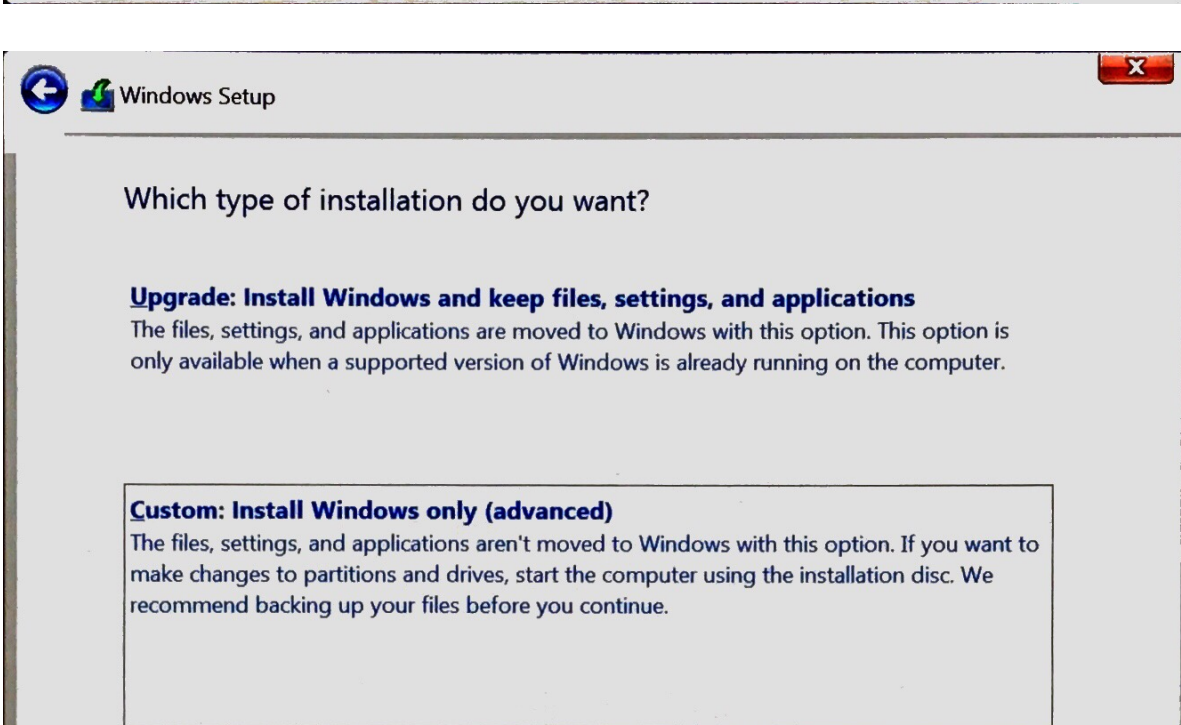 Windows Setup
X
Which type of installation do you want?
Upgrade: Install Windows and keep files, settings, and applications
The files, settings, and applications are moved to Windows with this option. This option is
only available when a supported version of Windows is already running on the computer.
Custom: Install Windows only (advanced)
The files, settings, and applications aren't moved to Windows with this option. If you want to
make changes to partitions and drives, start the computer using the installation disc. We
recommend backing up your files before you continue.